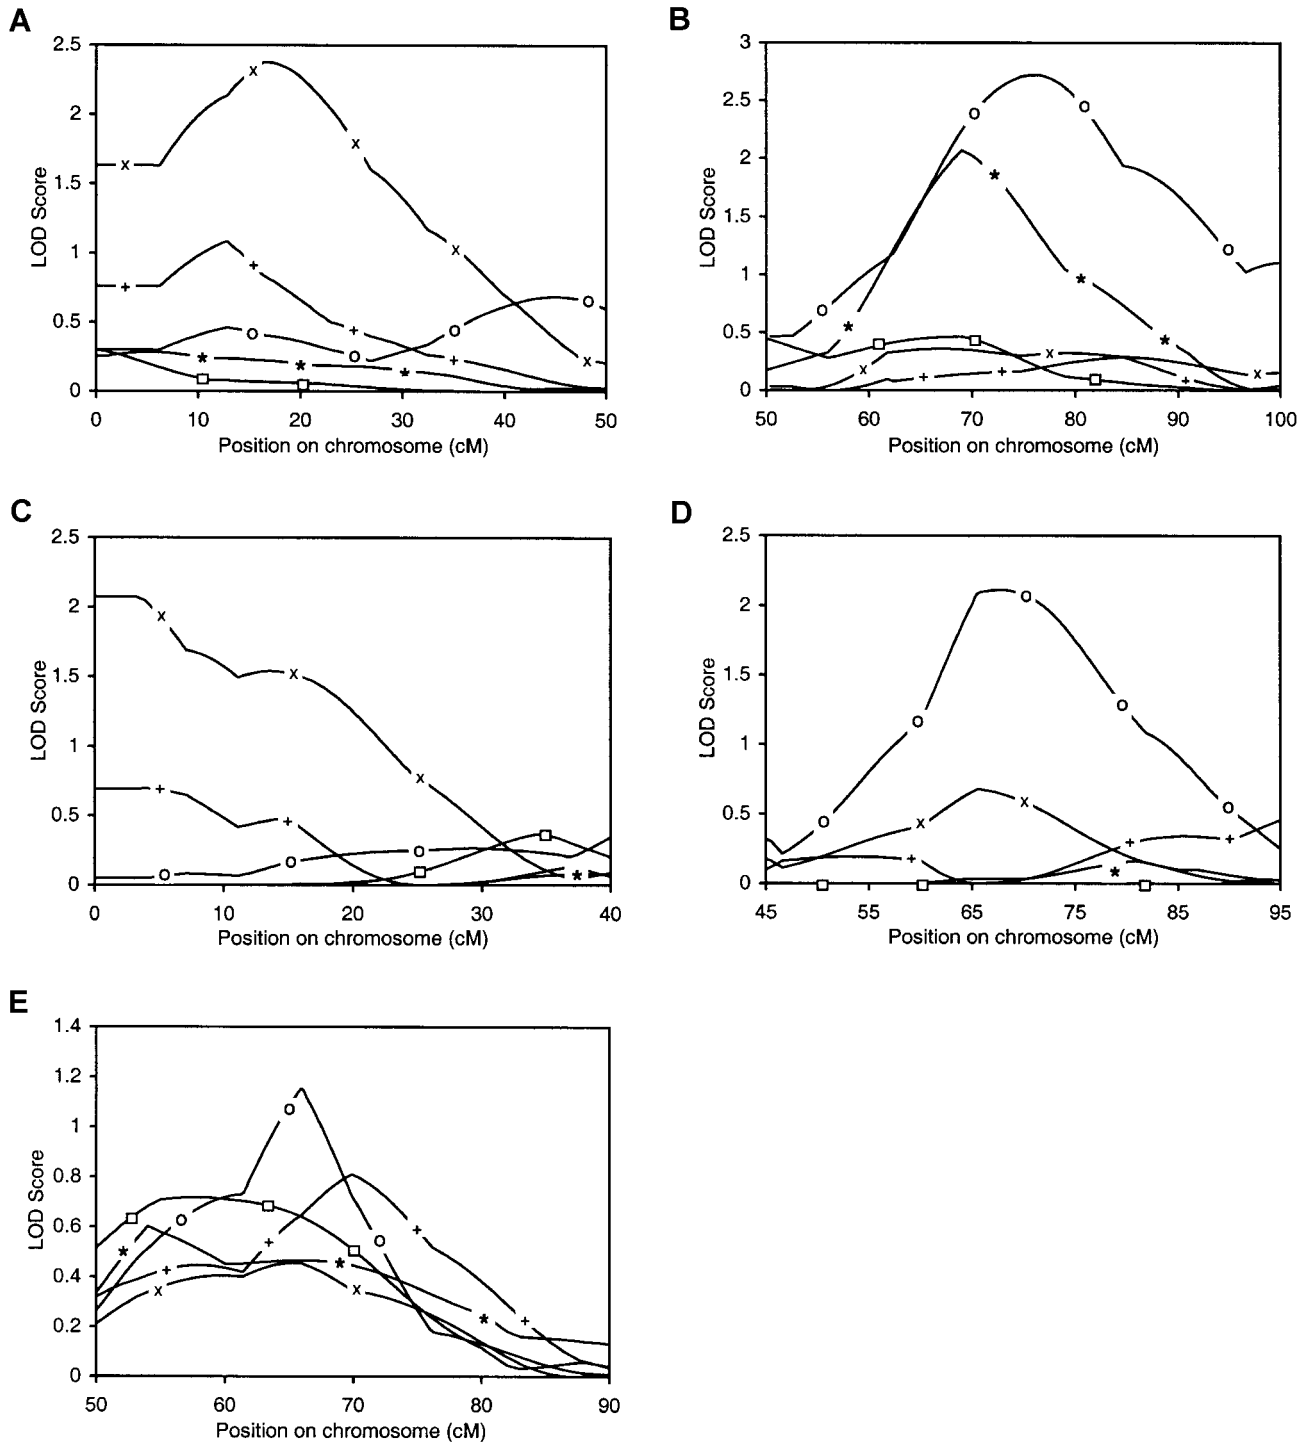 A
2.5
2
1.5
1
0.5
0
LOD Score
0 10 20 30 40 50
Position on chromosome (cM)
B
3
2.5
2
1.5
1
0.5
0
LOD Score
50 60 70 80 90 100
Position on chromosome (cM)
C
2.5
2
1.5
1
0.5
0
LOD Score
0 10 20 30 40
Position on chromosome (cM)
D
2.5
2
1.5
1
0.5
0
LOD Score
45 55 65 75 85 95
Position on chromosome (cM)
E
1.4
1.2
1
0.8
0.6
0.4
0.2
0
LOD Score
50 60 70 80 90
Position on chromosome (cM)